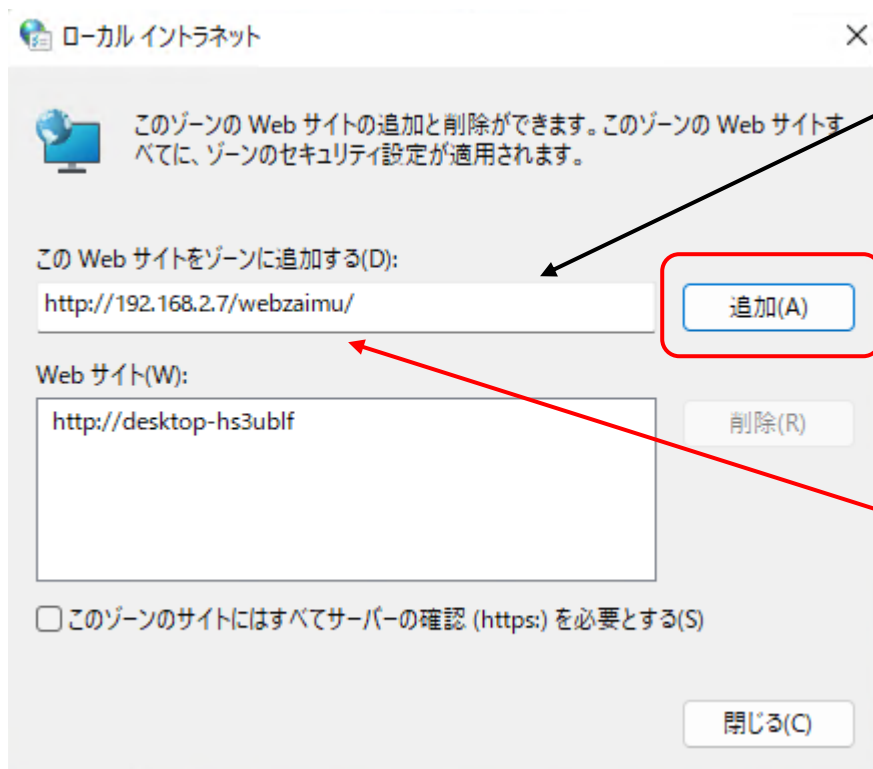 ローカル イントラネット
このゾーンの Web サイトの追加と削除ができます。このゾーンの Web サイトす
べてに、ゾーンのセキュリティ設定が適用されます。
この Web サイトをゾーンに追加する(D):
http://192.168.2.7/webzaimu/
追加(A)
Web サイト(W):
http://desktop-hs3ublf
削除(R)
このゾーンのサイトにはすべてサーバーの確認 (https:) を必要とする(S)
閉じる(C)